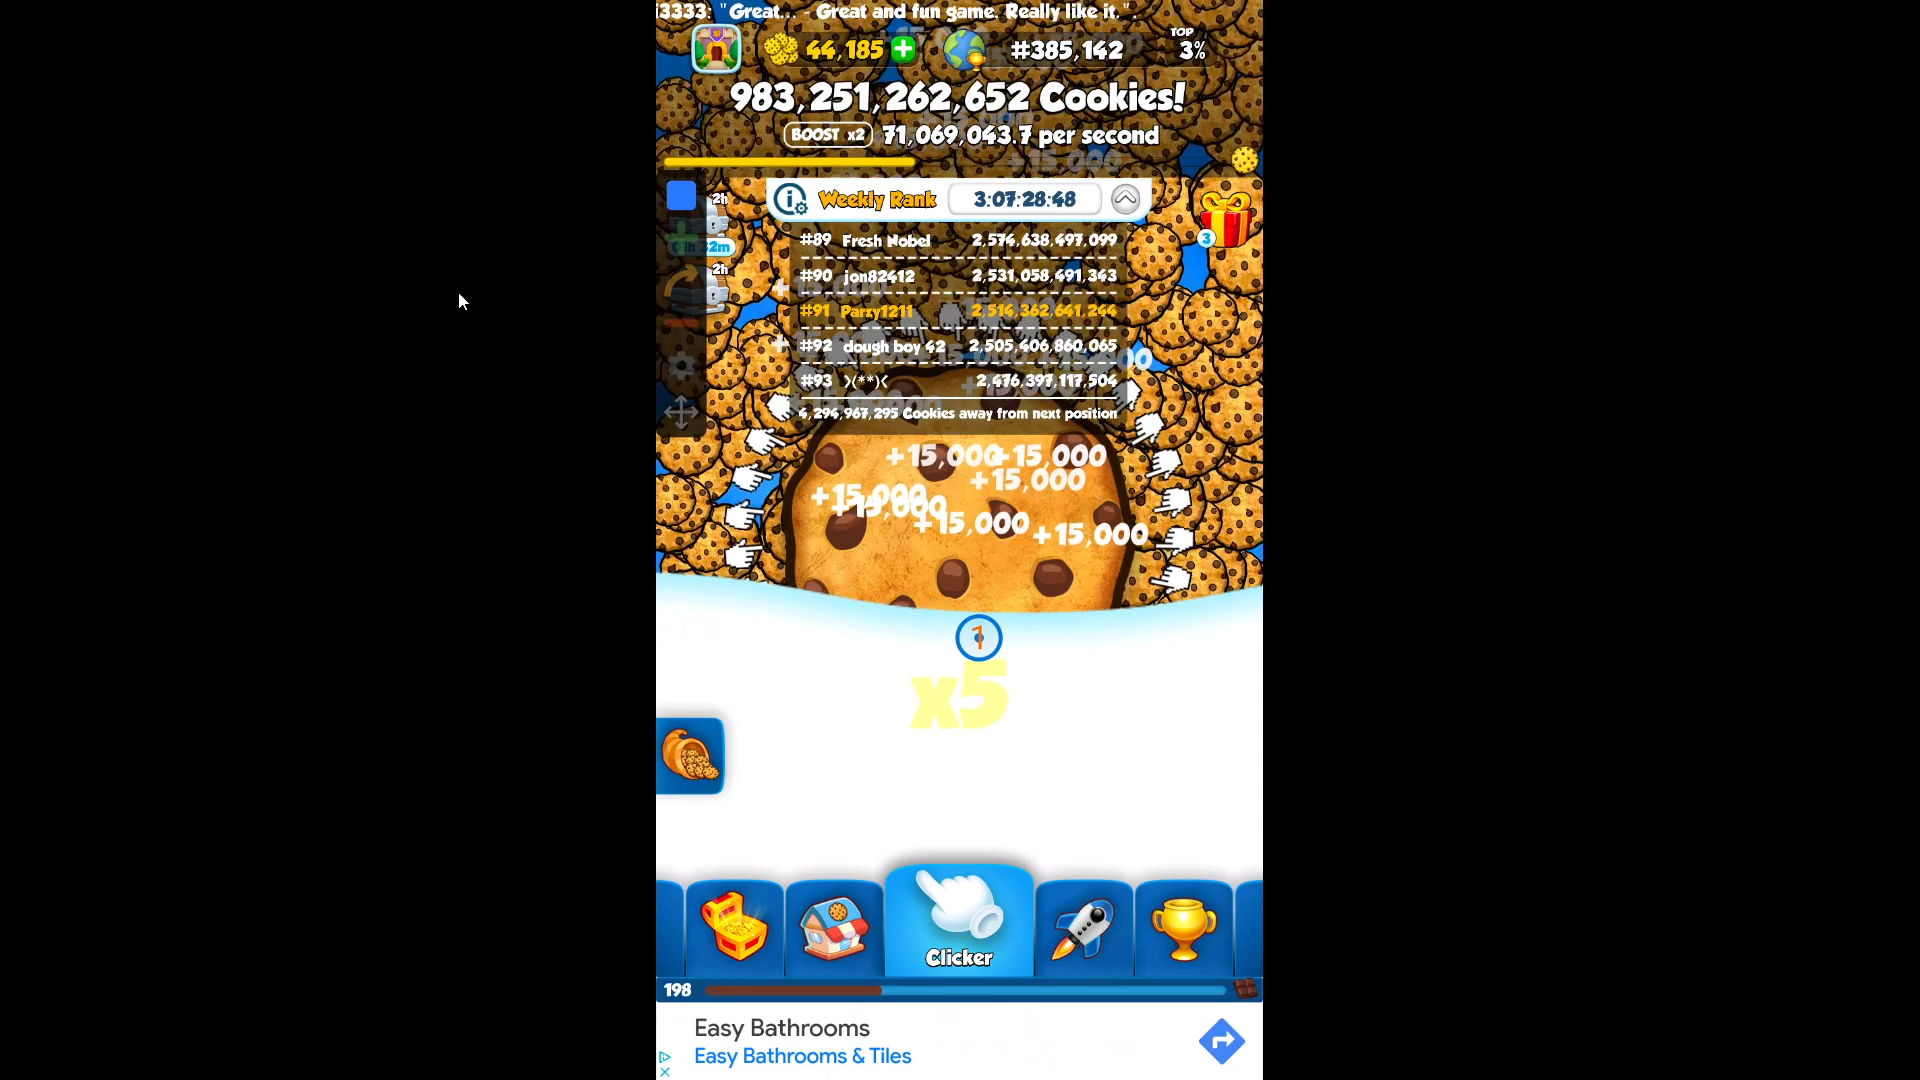 i3333: "Great... - Great and fun game. Really like it.".
44,185
#385,142
TOP
3%
983,251,262,652 Cookies!
BOOST x2 71,069,043.7 per second
2h
Weekly Rank 3:07:28:48
32m
2h
3
#89 Fresh Nobel 2,574,638,497,099
#90 jon82412 2,531,058,491,343
#91 Parzy1211 2,514,362,641,244
#92 dough boy 42 2,505,406,860,065
#93 >(**)< 2,476,397,117,504
4,294,967,295 Cookies away from next position
+15,000 +15,000
+15,000
+15,000
+15,000
+15,000
+15,000
1
x5
Clicker
198
Easy Bathrooms
Easy Bathrooms & Tiles